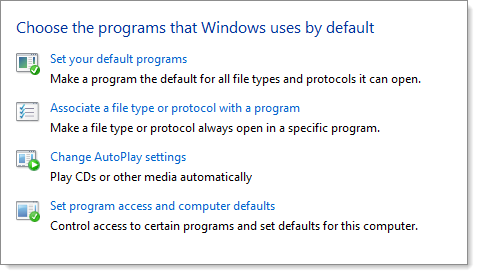 Choose the programs that Windows uses by default
Set your default programs
Make a program the default for all file types and protocols it can open.
Associate a file type or protocol with a program
Make a file type or protocol always open in a specific program.
Change AutoPlay settings
Play CDs or other media automatically
Set program access and computer defaults
Control access to certain programs and set defaults for this computer.